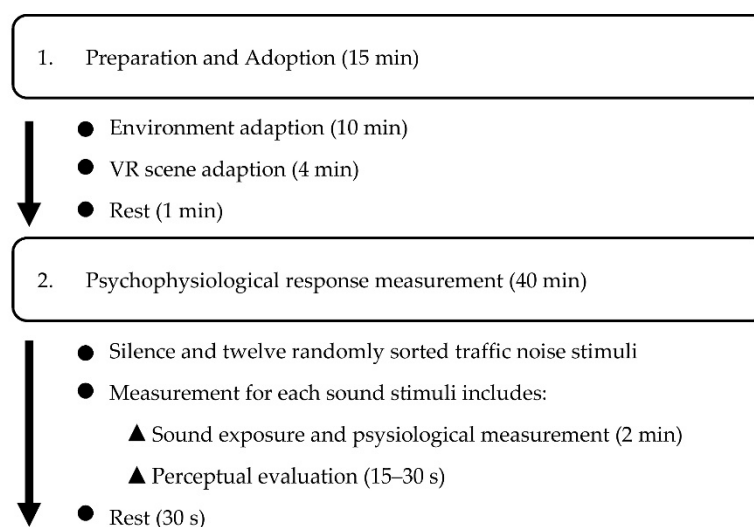 1. Preparation and Adoption (15 min)
● Environment adaption (10 min)
● VR scene adaption (4 min)
● Rest (1 min)
2. Psychophysiological response measurement (40 min)
● Silence and twelve randomly sorted traffic noise stimuli
● Measurement for each sound stimuli includes:
▲ Sound exposure and psysiological measurement (2 min)
▲ Perceptual evaluation (15–30 s)
● Rest (30 s)